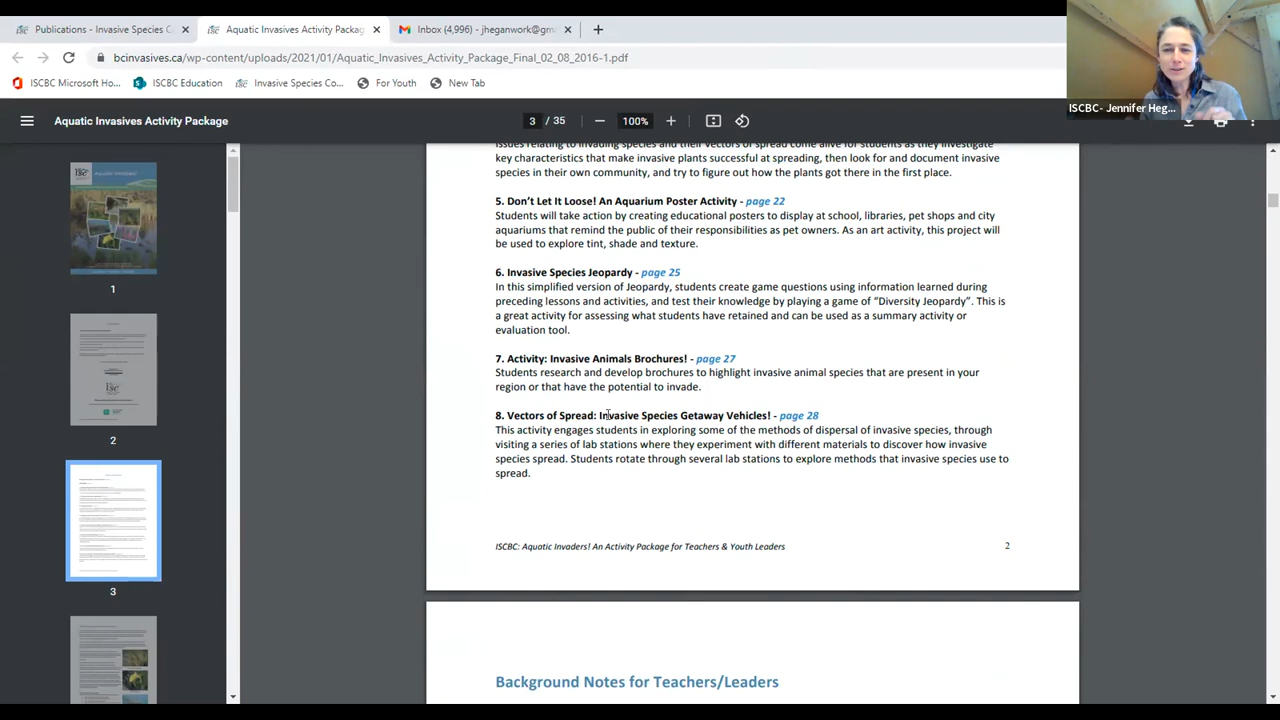 Publications - Invasive Species C
Aquatic Invasives Activity Packag
Inbox (4,996) - jheganwork@gm
bcinvasives.ca/wp-content/uploads/2021/01/Aquatic_Invasives_Activity_Package_Final_02_08_2016-1.pdf
ISCBC Microsoft Ho...
ISCBC Education
Invasive Species Co...
For Youth
New Tab
ISCBC- Jennifer Heg...
Aquatic Invasives Activity Package
3 / 35
100%
issues relating to invading species and their vectors of spread come alive for students as they investigate
key characteristics that make invasive plants successful at spreading, then look for and document invasive
species in their own community, and try to figure out how the plants got there in the first place.
5. Don't Let It Loose! An Aquarium Poster Activity - page 22
Students will take action by creating educational posters to display at school, libraries, pet shops and city
aquariums that remind the public of their responsibilities as pet owners. As an art activity, this project will
be used to explore tint, shade and texture.
6. Invasive Species Jeopardy - page 25
In this simplified version of Jeopardy, students create game questions using information learned during
preceding lessons and activities, and test their knowledge by playing a game of “Diversity Jeopardy”. This is
a great activity for assessing what students have retained and can be used as a summary activity or
evaluation tool.
7. Activity: Invasive Animals Brochures! - page 27
Students research and develop brochures to highlight invasive animal species that are present in your
region or that have the potential to invade.
8. Vectors of Spread: Invasive Species Getaway Vehicles! - page 28
This activity engages students in exploring some of the methods of dispersal of invasive species, through
visiting a series of lab stations where they experiment with different materials to discover how invasive
species spread. Students rotate through several lab stations to explore methods that invasive species use to
spread.
ISCBC: Aquatic Invaders! An Activity Package for Teachers & Youth Leaders
2
Background Notes for Teachers/Leaders
1
2
3